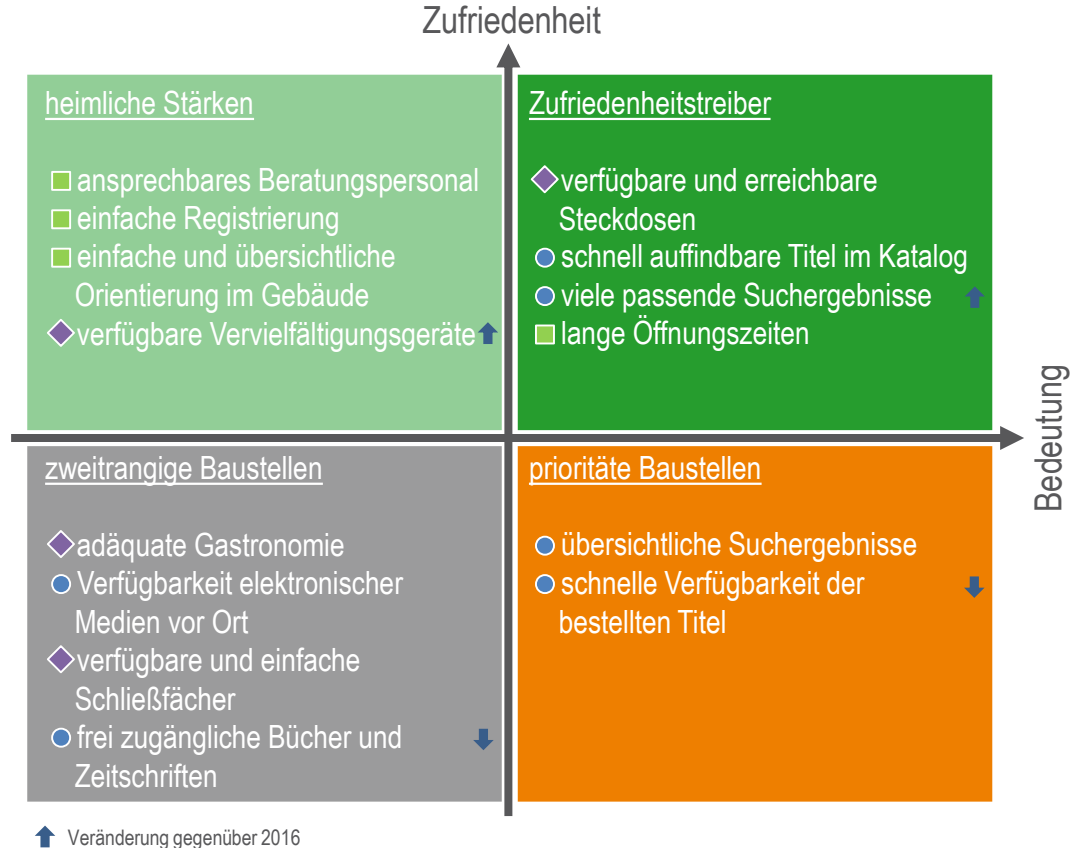 Zufriedenheit
heimliche Stärken
ansprechbares Beratungspersonal
einfache Registrierung
einfache und übersichtliche
Orientierung im Gebäude
verfügbare Vervielfältigungsgeräte
Zufriedenheitstreiber
verfügbare und erreichbare
Steckdosen
schnell auffindbare Titel im Katalog
viele passende Suchergebnisse
lange Öffnungszeiten
Bedeutung
zweitrangige Baustellen
adäquate Gastronomie
Verfügbarkeit elektronischer
Medien vor Ort
verfügbare und einfache
Schließfächer
frei zugängliche Bücher und
Zeitschriften
prioritäte Baustellen
übersichtliche Suchergebnisse
schnelle Verfügbarkeit der
bestellten Titel
Veränderung gegenüber 2016